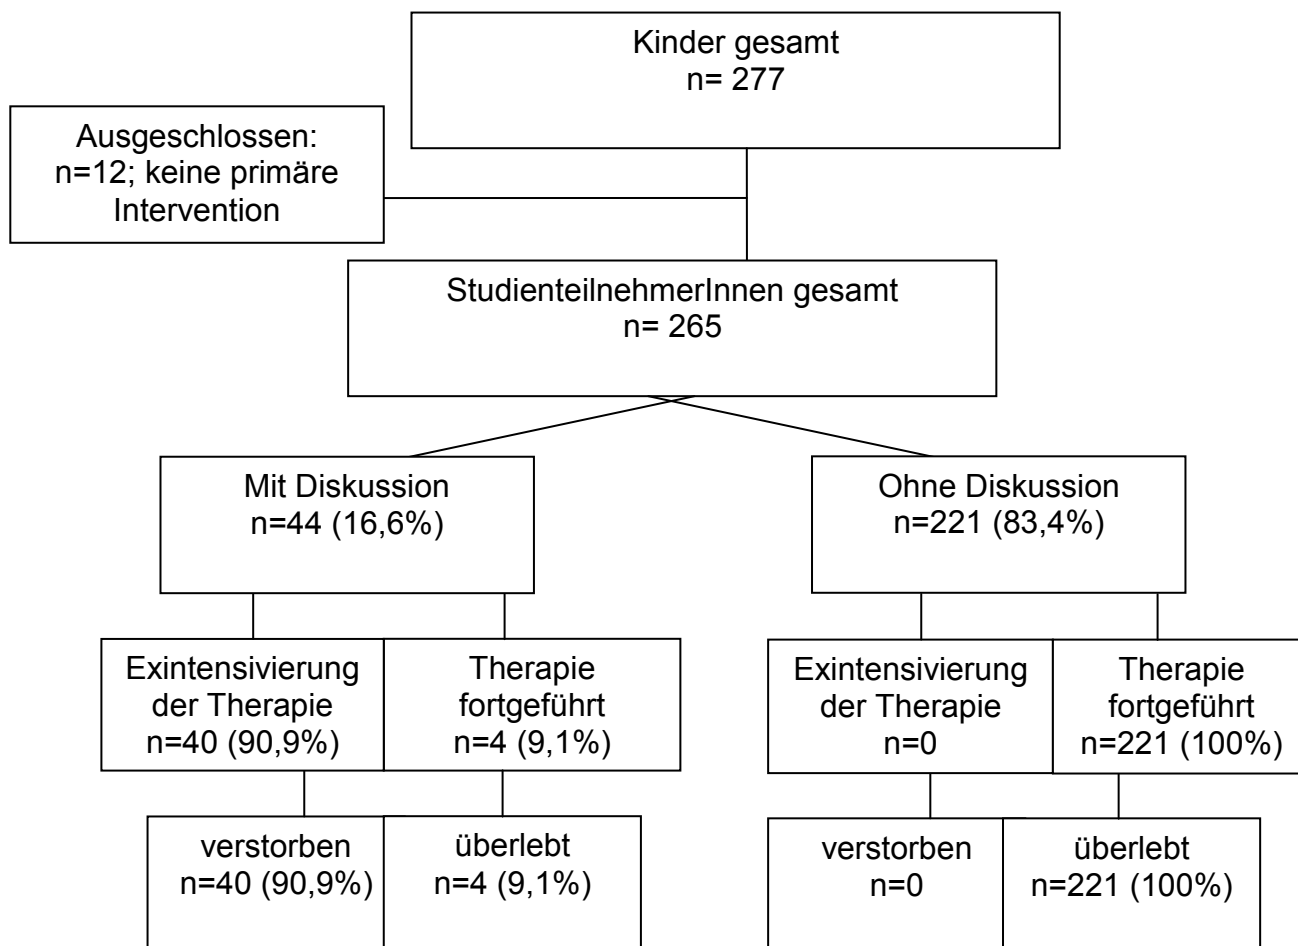 Kinder gesamt
n= 277
Ausgeschlossen:
n=12; keine primäre
Intervention
StudienteilnehmerInnen gesamt
n= 265
Mit Diskussion
n=44 (16,6%)
Ohne Diskussion
n=221 (83,4%)
Exintensivierung
der Therapie
n=40 (90,9%)
Therapie
fortgeführt
n=4 (9,1%)
Exintensivierung
der Therapie
n=0
Therapie
fortgeführt
n=221 (100%)
verstorben
n=40 (90,9%)
überlebt
n=4 (9,1%)
verstorben
n=0
überlebt
n=221 (100%)